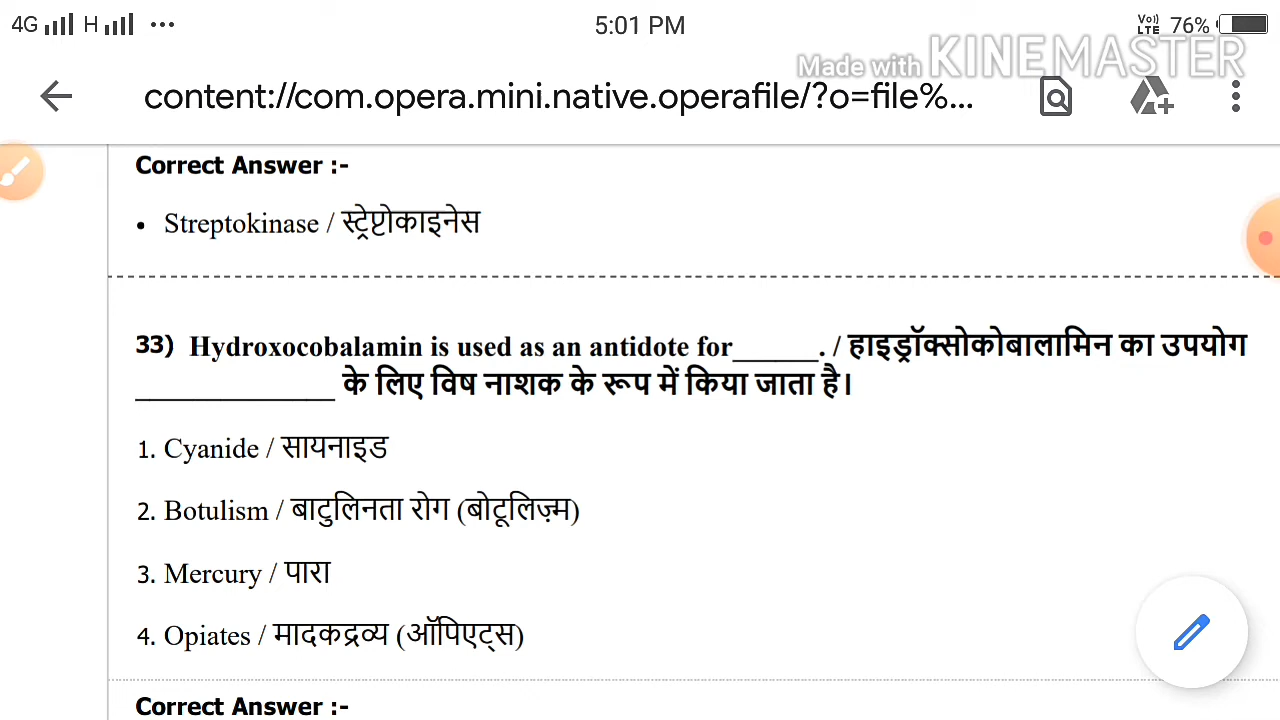 4G H ••• 5:01 PM Vo) LTE 76%
Made with KINEMASTER
content://com.opera.mini.native.operafile/?o=file%...
Correct Answer :-
• Streptokinase / स्ट्रेप्टोकाइनेस
33) Hydroxocobalamin is used as an antidote for______. / हाइड्रॉक्सोकोबालामिन का उपयोग
______________ के लिए विष नाशक के रूप में किया जाता है।
1. Cyanide / सायनाइड
2. Botulism / बाटुलिनता रोग (बोटूलिज़्म)
3. Mercury / पारा
4. Opiates / मादकद्रव्य (ऑपिएट्स)
Correct Answer :-